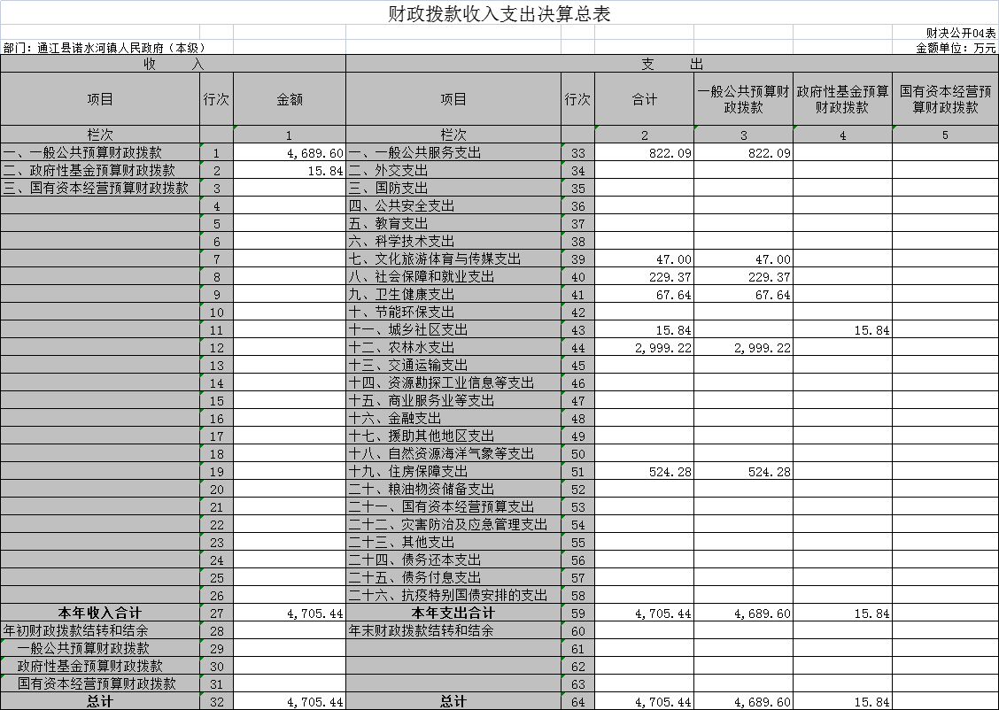 财政拨款收入支出决算总表
财决公开04表
部门：通江县诺水河镇人民政府（本级） 金额单位：万元
收 入 支 出
项目 行次 金额 项目 行次 合计 一般公共预算财政拨款 政府性基金预算财政拨款 国有资本经营预算财政拨款
栏次 1 栏次 2 3 4 5
一、一般公共预算财政拨款 1 4,689.60 一、一般公共服务支出 33 822.09 822.09
二、政府性基金预算财政拨款 2 15.84 二、外交支出 34
三、国有资本经营预算财政拨款 3 三、国防支出 35
4 四、公共安全支出 36
5 五、教育支出 37
6 六、科学技术支出 38
7 七、文化旅游体育与传媒支出 39 47.00 47.00
8 八、社会保障和就业支出 40 229.37 229.37
9 九、卫生健康支出 41 67.64 67.64
10 十、节能环保支出 42
11 十一、城乡社区支出 43 15.84 15.84
12 十二、农林水支出 44 2,999.22 2,999.22
13 十三、交通运输支出 45
14 十四、资源勘探工业信息等支出 46
15 十五、商业服务业等支出 47
16 十六、金融支出 48
17 十七、援助其他地区支出 49
18 十八、自然资源海洋气象等支出 50
19 十九、住房保障支出 51 524.28 524.28
20 二十、粮油物资储备支出 52
21 二十一、国有资本经营预算支出 53
22 二十二、灾害防治及应急管理支出 54
23 二十三、其他支出 55
24 二十四、债务还本支出 56
25 二十五、债务付息支出 57
26 二十六、抗疫特别国债安排的支出 58
本年收入合计 27 4,705.44 本年支出合计 59 4,705.44 4,689.60 15.84
年初财政拨款结转和结余 28 年末财政拨款结转和结余 60
一般公共预算财政拨款 29 61
政府性基金预算财政拨款 30 62
国有资本经营预算财政拨款 31 63
总计 32 4,705.44 总计 64 4,705.44 4,689.60 15.84